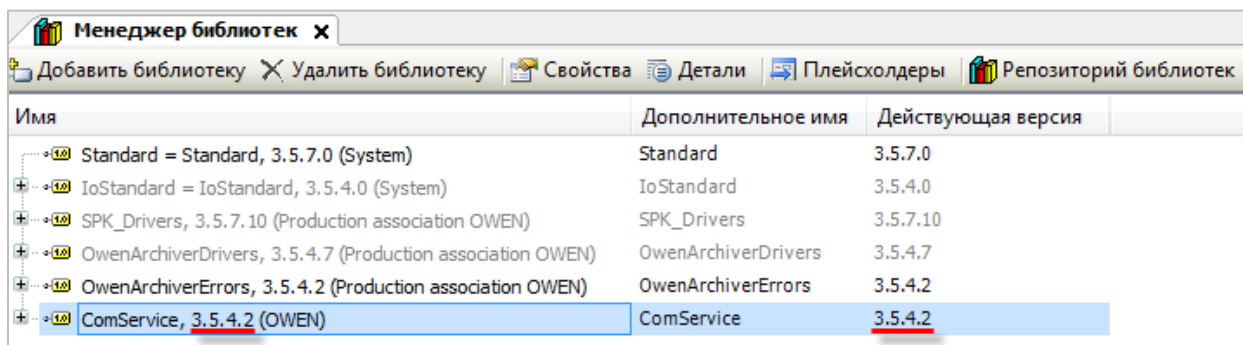 Менеджер библиотек
Добавить библиотеку Удалить библиотеку Свойства Детали Плейсхолдеры Репозиторий библиотек
Имя Дополнительное имя Действующая версия
Standard = Standard, 3.5.7.0 (System) Standard 3.5.7.0
IoStandard = IoStandard, 3.5.4.0 (System) IoStandard 3.5.4.0
SPK_Drivers, 3.5.7.10 (Production association OWEN) SPK_Drivers 3.5.7.10
OwenArchiverDrivers, 3.5.4.7 (Production association OWEN) OwenArchiverDrivers 3.5.4.7
OwenArchiverErrors, 3.5.4.2 (Production association OWEN) OwenArchiverErrors 3.5.4.2
ComService, 3.5.4.2 (OWEN) ComService 3.5.4.2